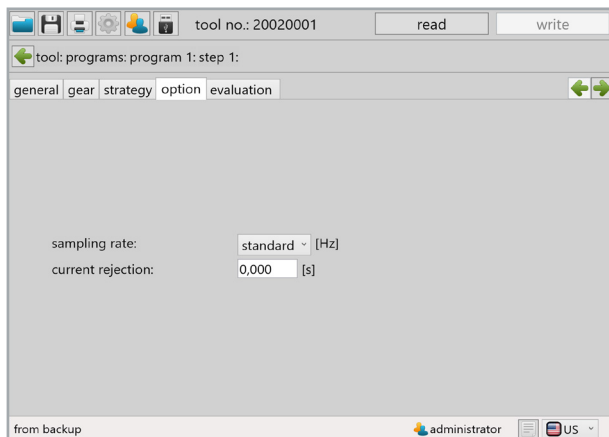 tool no.: 20020001 read write
tool: programs: program 1: step 1:
general gear strategy option evaluation
sampling rate: standard [Hz]
current rejection: 0,000 [s]
from backup administrator US